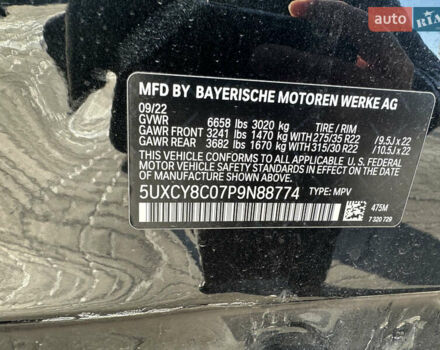 auto RIA
MFD BY BAYERISCHE MOTOREN WERKE AG
09/22
GVWR 6658 lbs 3020 kg TIRE / RIM
GAWR FRONT 3241 lbs 1470 kg WITH 275/35 R22 / 9.5J x 22
GAWR REAR 3682 lbs 1670 kg WITH 315/30 R22 / 10.5J x 22
THIS VEHICLE CONFORMS TO ALL APPLICABLE U.S. FEDERAL
MOTOR VEHICLE SAFETY STANDARDS IN EFFECT ON THE DATE
OF MANUFACTURE SHOWN ABOVE.
5UXCY8C07P9N88774 TYPE: MPV
475M
7 320 729